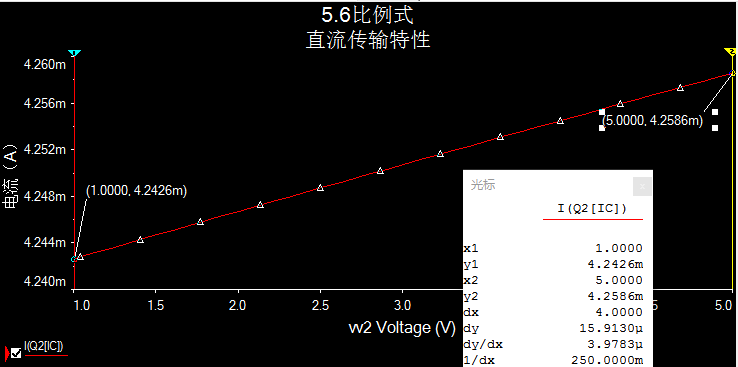 5.6比例式
直流传输特性
4.260m
4.256m
4.252m
4.248m
4.244m
4.240m
电流（A）
(1.0000, 4.2426m)
(5.0000, 4.2586m)
1.0
1.5
2.0
2.5
3.0
5.0
vv2 Voltage (V)
I(Q2[IC])
光标
I(Q2[IC])
x1 1.0000
y1 4.2426m
x2 5.0000
y2 4.2586m
dx 4.0000
dy 15.9130µ
dy/dx 3.9783µ
1/dx 250.0000m